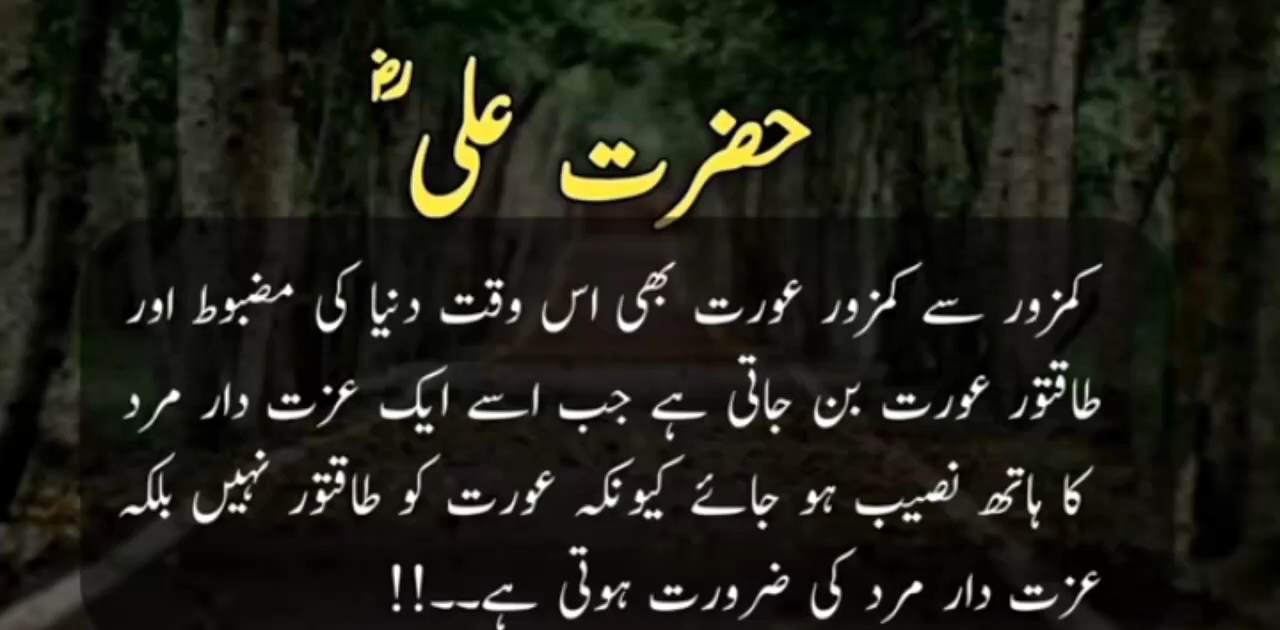 حضرت علی ؓ
کمزور سے کمزور عورت بھی اس وقت دنیا کی مضبوط اور
طاقتور عورت بن جاتی ہے جب اسے ایک عزت دار مرد
کا ہاتھ نصیب ہو جائے کیونکہ عورت کو طاقتور نہیں بلکہ
عزت دار مرد کی ضرورت ہوتی ہے۔۔!!